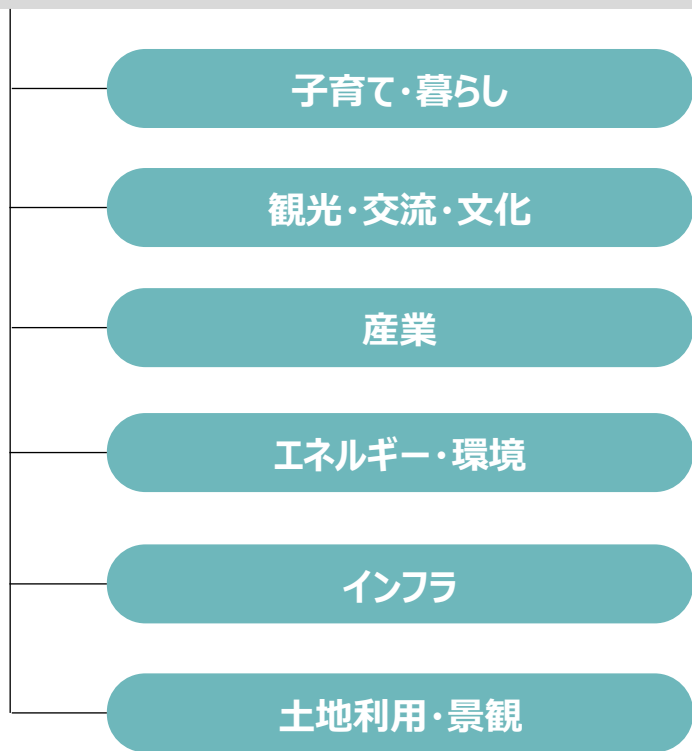 子育て・暮らし
観光・交流・文化
産業
エネルギー・環境
インフラ
土地利用・景観